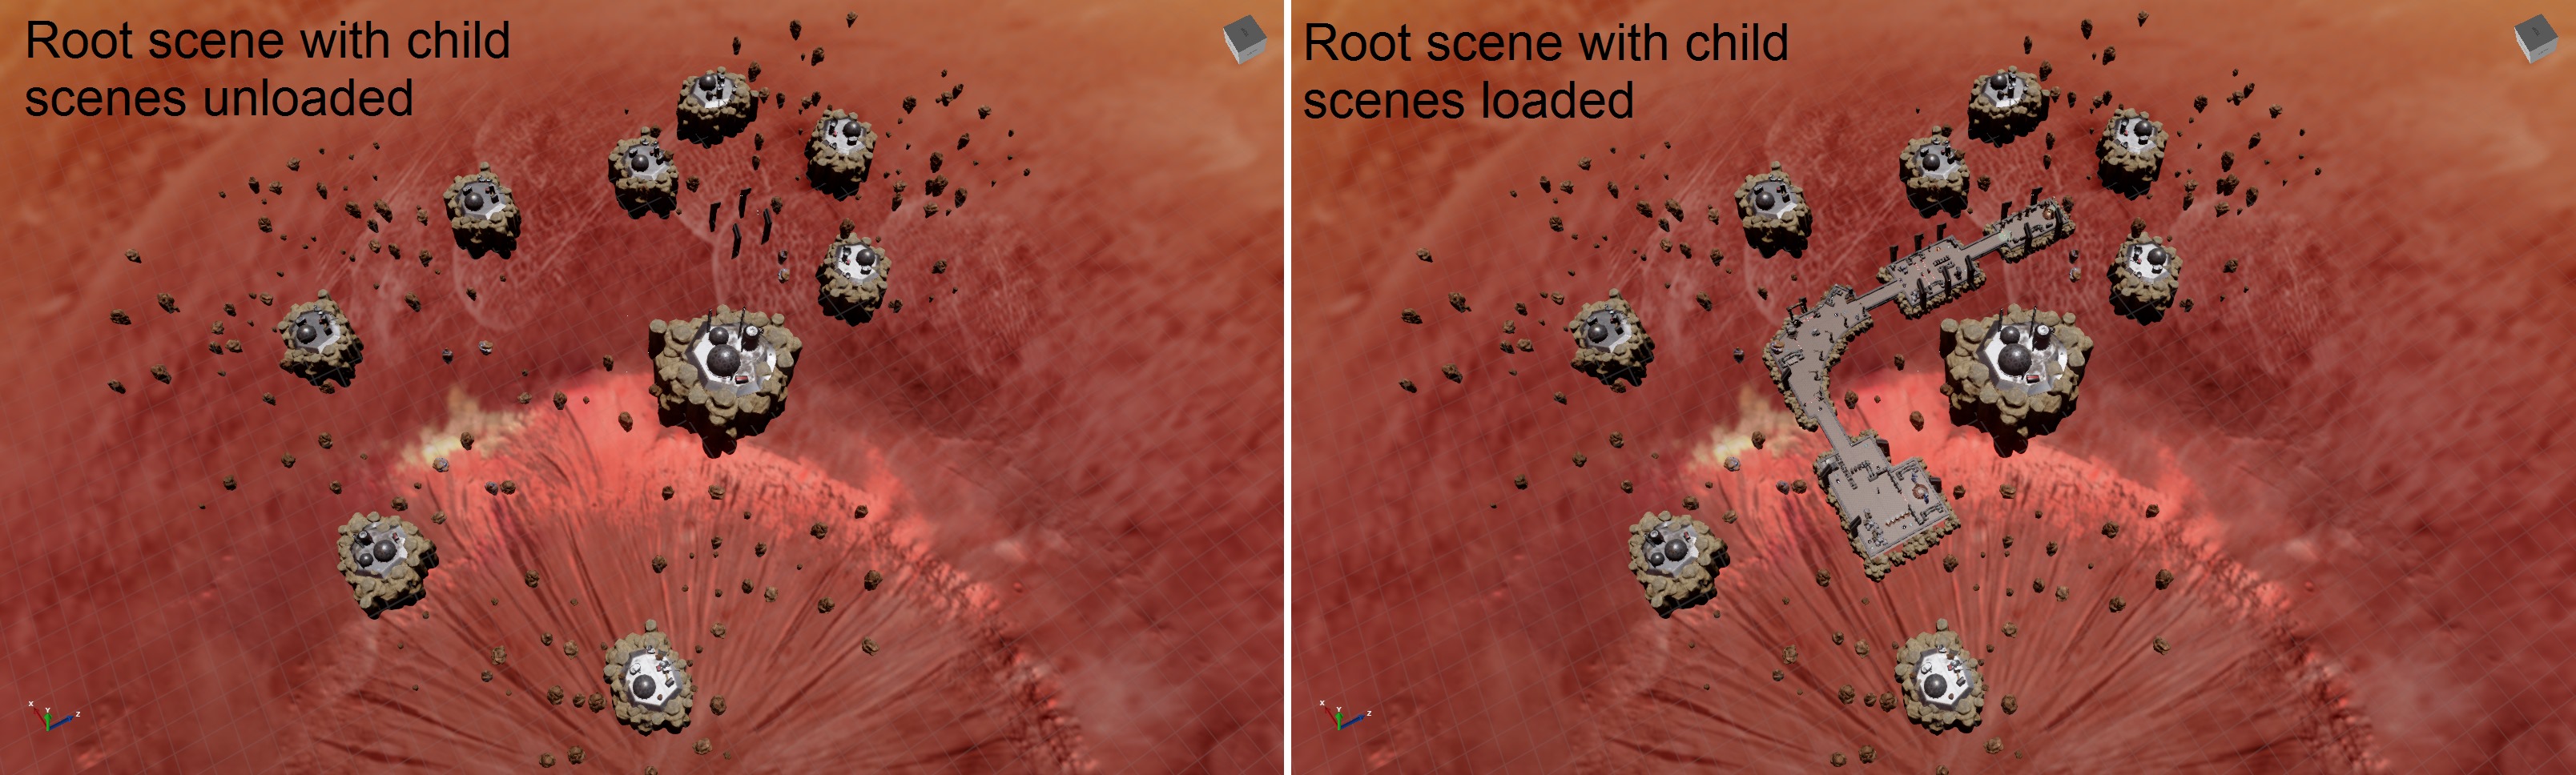 Root scene with child
scenes unloaded
Root scene with child
scenes loaded
X
Y
Z
X
Y
Z